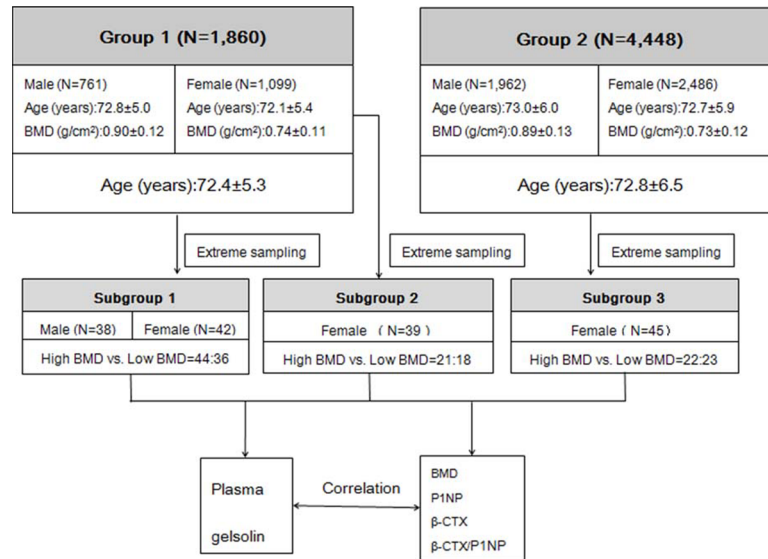 Group 1 (N=1,860)
Male (N=761)
Age (years):72.8±5.0
BMD (g/cm²):0.90±0.12
Female (N=1,099)
Age (years):72.1±5.4
BMD (g/cm²):0.74±0.11
Age (years):72.4±5.3
Group 2 (N=4,448)
Male (N=1,962)
Age (years):73.0±6.0
BMD (g/cm²):0.89±0.13
Female (N=2,486)
Age (years):72.7±5.9
BMD (g/cm²):0.73±0.12
Age (years):72.8±6.5
Extreme sampling
Extreme sampling
Extreme sampling
Subgroup 1
Male (N=38)
Female (N=42)
High BMD vs. Low BMD=44:36
Subgroup 2
Female （N=39）
High BMD vs. Low BMD=21:18
Subgroup 3
Female ( N=45)
High BMD vs. Low BMD=22:23
Plasma
gelsolin
Correlation
BMD
P1NP
β-CTX
β-CTX/P1NP